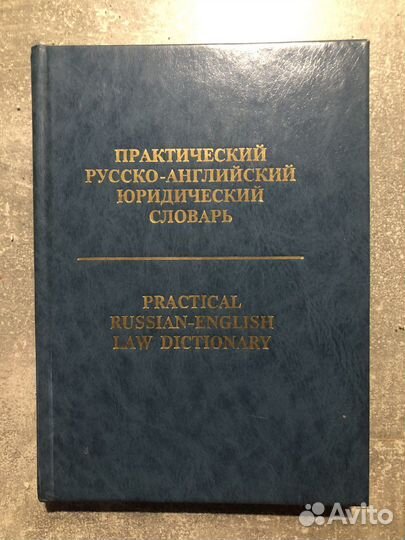 ПРАКТИЧЕСКИЙ
РУССКО-АНГЛИЙСКИЙ
ЮРИДИЧЕСКИЙ
СЛОВАРЬ
PRACTICAL
RUSSIAN-ENGLISH
LAW DICTIONARY
Avito